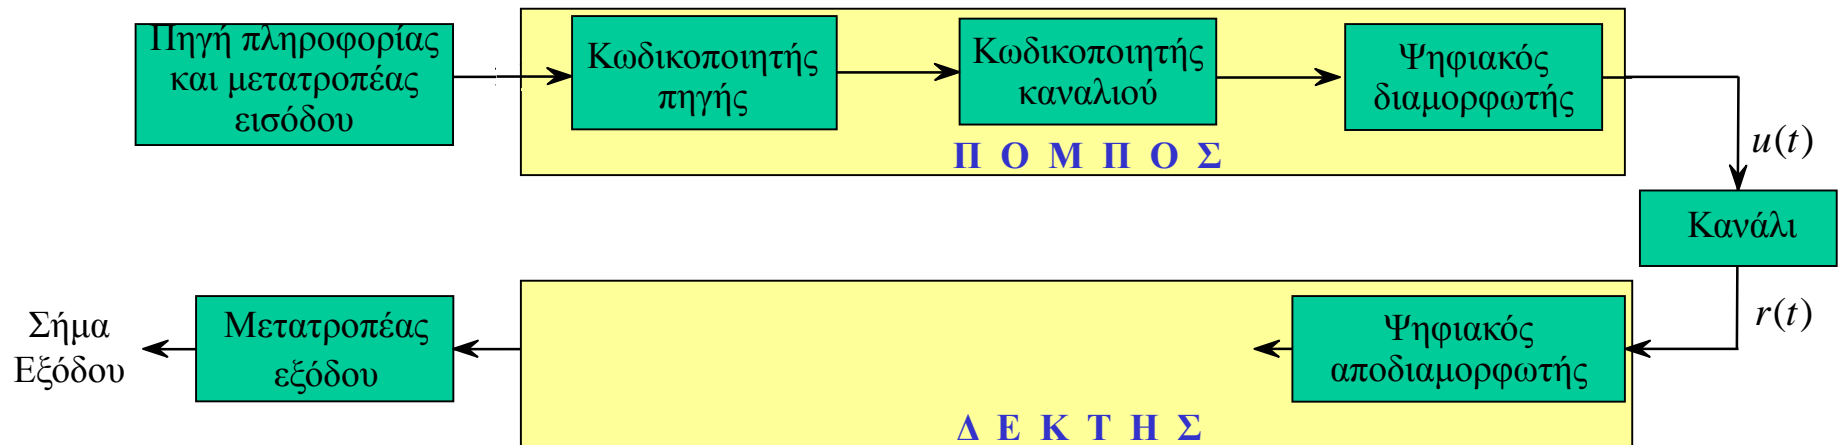 Πηγή πληροφορίας
και μετατροπέας
εισόδου
Κωδικοποιητής
πηγής
Κωδικοποιητής
καναλιού
Ψηφιακός
διαμορφωτής
Π Ο Μ Π Ο Σ
u(t)
Κανάλι
r(t)
Ψηφιακός
αποδιαμορφωτής
Δ Ε Κ Τ Η Σ
Μετατροπέας
εξόδου
Σήμα
Εξόδου